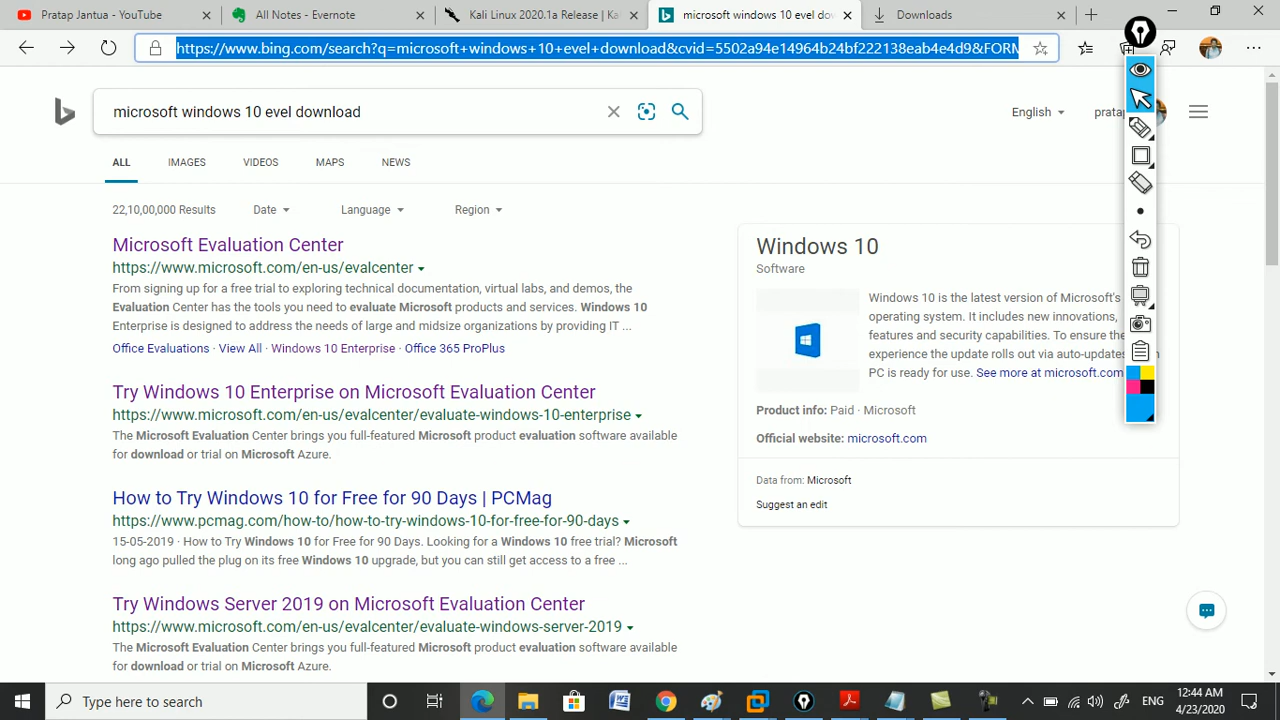 Pratap Jantua - YouTube
All Notes - Evernote
Kali Linux 2020.1a Release | Ka
microsoft windows 10 evel dow
Downloads
https://www.bing.com/search?q=microsoft+windows+10+evel+download&cvid=5502a94e14964b24bf222138eab4e4d9&FORM
microsoft windows 10 evel download
English
pratap
ALL IMAGES VIDEOS MAPS NEWS
22,10,00,000 Results Date Language Region
Microsoft Evaluation Center
https://www.microsoft.com/en-us/evalcenter
From signing up for a free trial to exploring technical documentation, virtual labs, and demos, the
Evaluation Center has the tools you need to evaluate Microsoft products and services. Windows 10
Enterprise is designed to address the needs of large and midsize organizations by providing IT ...
Office Evaluations · View All · Windows 10 Enterprise · Office 365 ProPlus
Try Windows 10 Enterprise on Microsoft Evaluation Center
https://www.microsoft.com/en-us/evalcenter/evaluate-windows-10-enterprise
The Microsoft Evaluation Center brings you full-featured Microsoft product evaluation software available
for download or trial on Microsoft Azure.
How to Try Windows 10 for Free for 90 Days | PCMag
https://www.pcmag.com/how-to/how-to-try-windows-10-for-free-for-90-days
15-05-2019 · How to Try Windows 10 for Free for 90 Days. Looking for a Windows 10 free trial? Microsoft
long ago pulled the plug on its free Windows 10 upgrade, but you can still get access to a free ...
Try Windows Server 2019 on Microsoft Evaluation Center
https://www.microsoft.com/en-us/evalcenter/evaluate-windows-server-2019
The Microsoft Evaluation Center brings you full-featured Microsoft product evaluation software available
for download or trial on Microsoft Azure.
Windows 10
Software
Windows 10 is the latest version of Microsoft's
operating system. It includes new innovations,
features and security capabilities. To ensure the
experience the update rolls out via auto-updates
PC is ready for use. See more at microsoft.com
Product info: Paid · Microsoft
Official website: microsoft.com
Data from: Microsoft
Suggest an edit
Type here to search
ENG
12:44 AM
4/23/2020